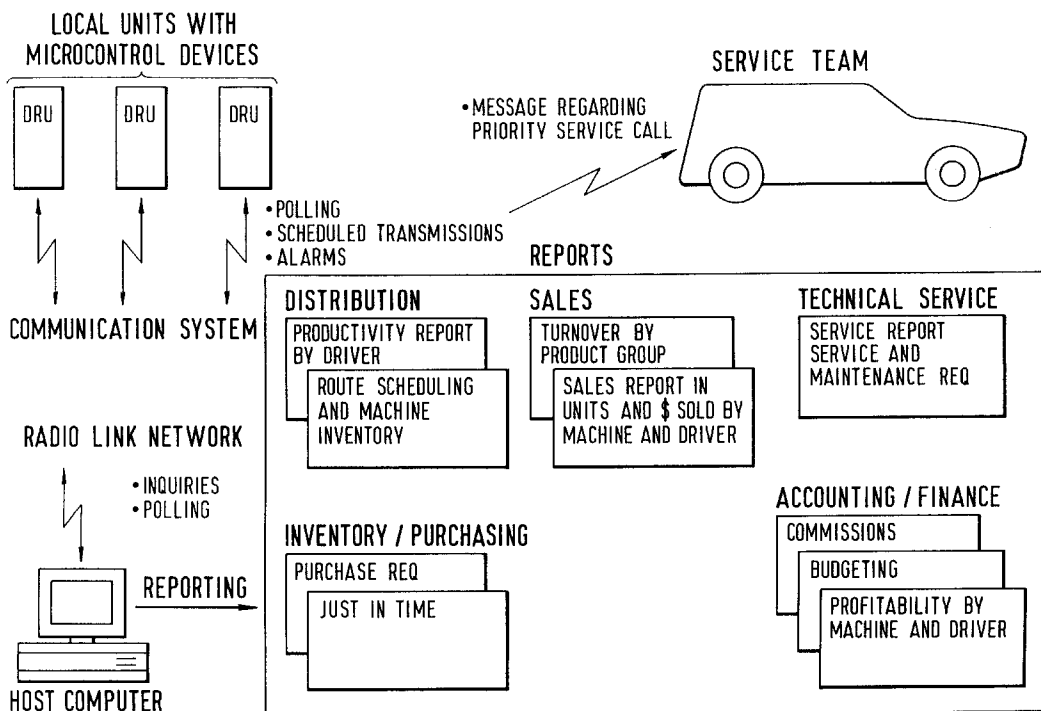 LOCAL UNITS WITH
MICROCONTROL DEVICES
DRU
DRU
DRU
SERVICE TEAM
•MESSAGE REGARDING
PRIORITY SERVICE CALL
•POLLING
•SCHEDULED TRANSMISSIONS
•ALARMS
COMMUNICATION SYSTEM
RADIO LINK NETWORK
•INQUIRIES
•POLLING
REPORTING
HOST COMPUTER
REPORTS
DISTRIBUTION
PRODUCTIVITY REPORT
BY DRIVER
ROUTE SCHEDULING
AND MACHINE
INVENTORY
SALES
TURNOVER BY
PRODUCT GROUP
SALES REPORT IN
UNITS AND $ SOLD BY
MACHINE AND DRIVER
TECHNICAL SERVICE
SERVICE REPORT
SERVICE AND
MAINTENANCE REQ
INVENTORY / PURCHASING
PURCHASE REQ
JUST IN TIME
ACCOUNTING / FINANCE
COMMISSIONS
BUDGETING
PROFITABILITY BY
MACHINE AND DRIVER